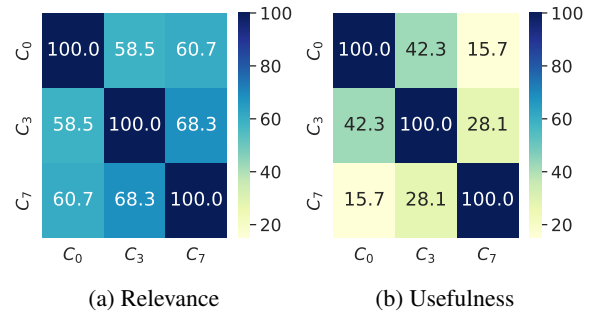 C0 100.0 58.5 60.7
C3 58.5 100.0 68.3
C7 60.7 68.3 100.0
C0 C3 C7
100
80
60
40
20
(a) Relevance
C0 100.0 42.3 15.7
C3 42.3 100.0 28.1
C7 15.7 28.1 100.0
C0 C3 C7
100
80
60
40
20
(b) Usefulness